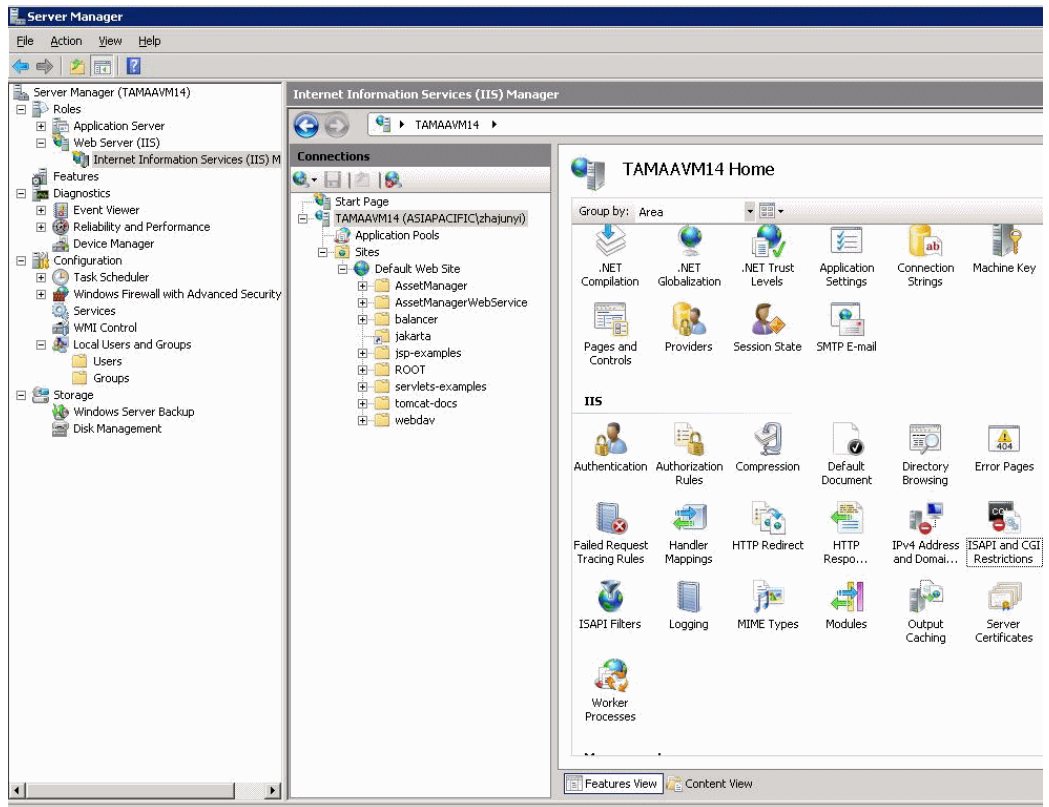 Server Manager
File Action View Help
Server Manager (TAMAAVM14)
Roles
Application Server
Web Server (IIS)
Internet Information Services (IIS) M
Features
Diagnostics
Event Viewer
Reliability and Performance
Device Manager
Configuration
Task Scheduler
Windows Firewall with Advanced Security
Services
WMI Control
Local Users and Groups
Users
Groups
Storage
Windows Server Backup
Disk Management
Internet Information Services (IIS) Manager
TAMAAVM14
Connections
Start Page
TAMAAVM14 (ASIAPACIFIC\zhajunyi)
Application Pools
Sites
Default Web Site
AssetManager
AssetManagerWebService
balancer
jakarta
jsp-examples
ROOT
servlets-examples
tomcat-docs
webdav
TAMAAVM14 Home
Group by: Area
.NET Compilation
.NET Globalization
.NET Trust Levels
Application Settings
ab
Connection Strings
Machine Key
Pages and Controls
Providers
Session State
SMTP E-mail
IIS
Authentication
Authorization Rules
Compression
Default Document
Directory Browsing
404
Error Pages
Failed Request Tracing Rules
Handler Mappings
HTTP Redirect
HTTP Respo...
IPv4 Address and Domai...
ISAPI and CGI Restrictions
ISAPI Filters
Logging
MIME Types
Modules
Output Caching
Server Certificates
Worker Processes
Features View
Content View